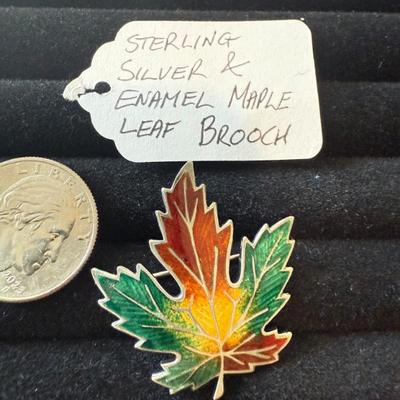 STERLING
SILVER &
ENAMEL MAPLE
LEAF BROOCH
LIBERTY